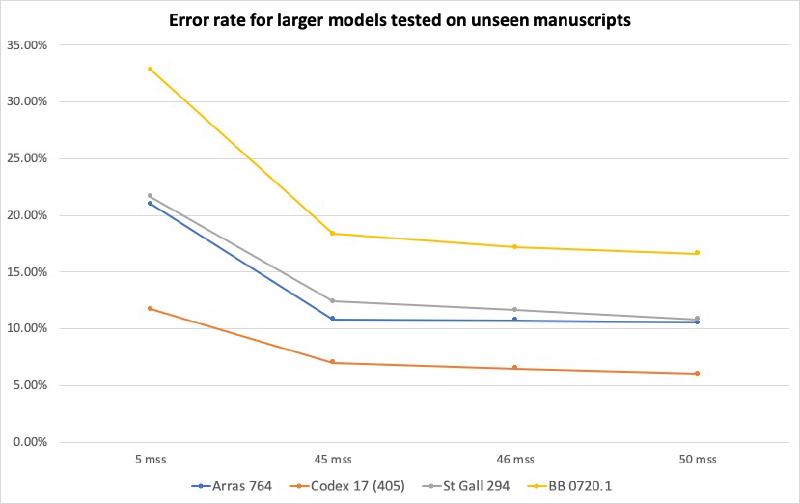 Error rate for larger models tested on unseen manuscripts
35.00%
30.00%
25.00%
20.00%
15.00%
10.00%
5.00%
0.00%
5 mss 45 mss 46 mss 50 mss
Arras 764 Codex 17 (405) St Gall 294 BB 0720.1